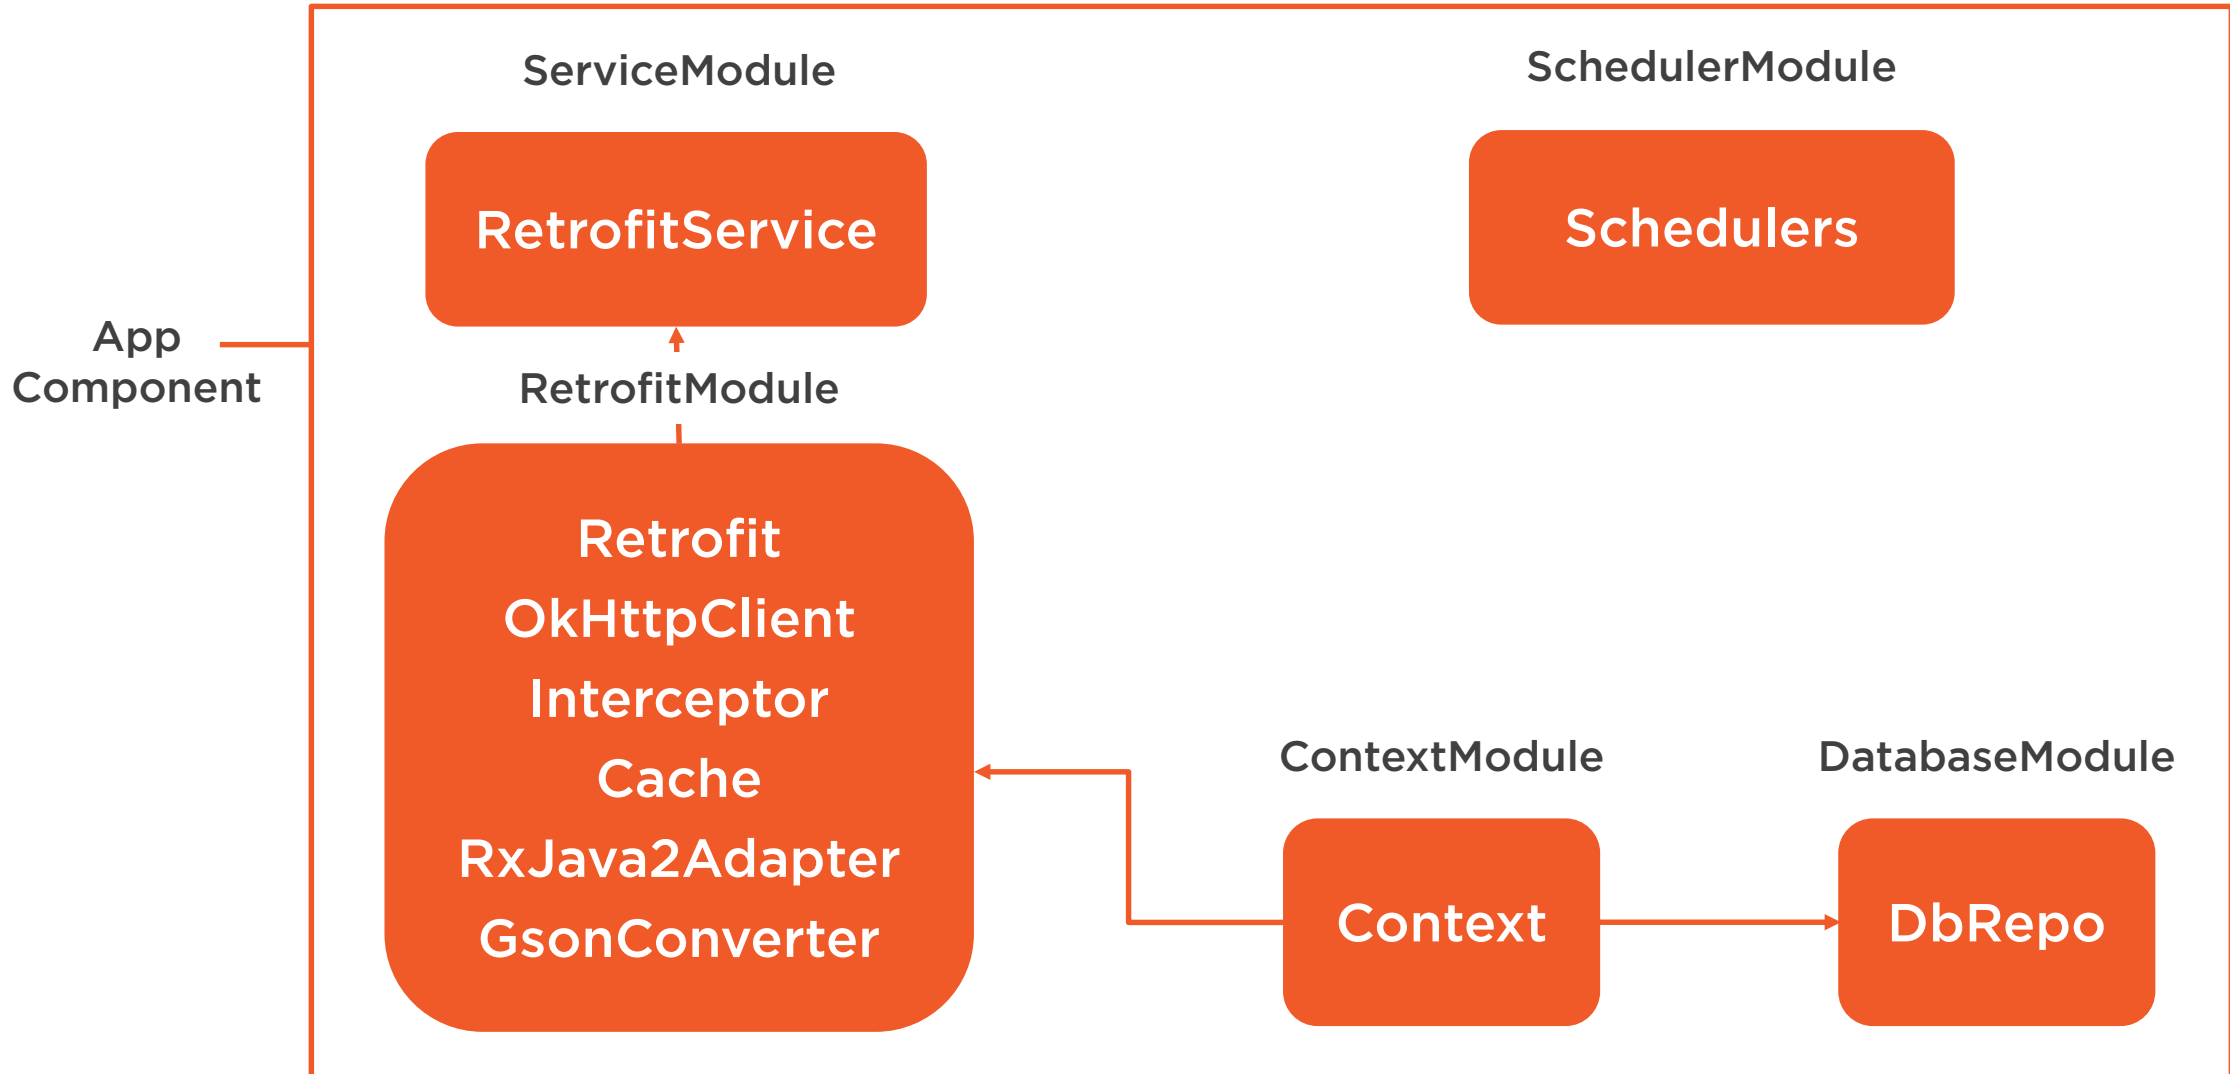 ServiceModule
SchedulerModule
RetrofitService
Schedulers
App
Component
RetrofitModule
Retrofit
OkHttpClient
Interceptor
Cache
RxJava2Adapter
GsonConverter
ContextModule
DatabaseModule
Context
DbRepo